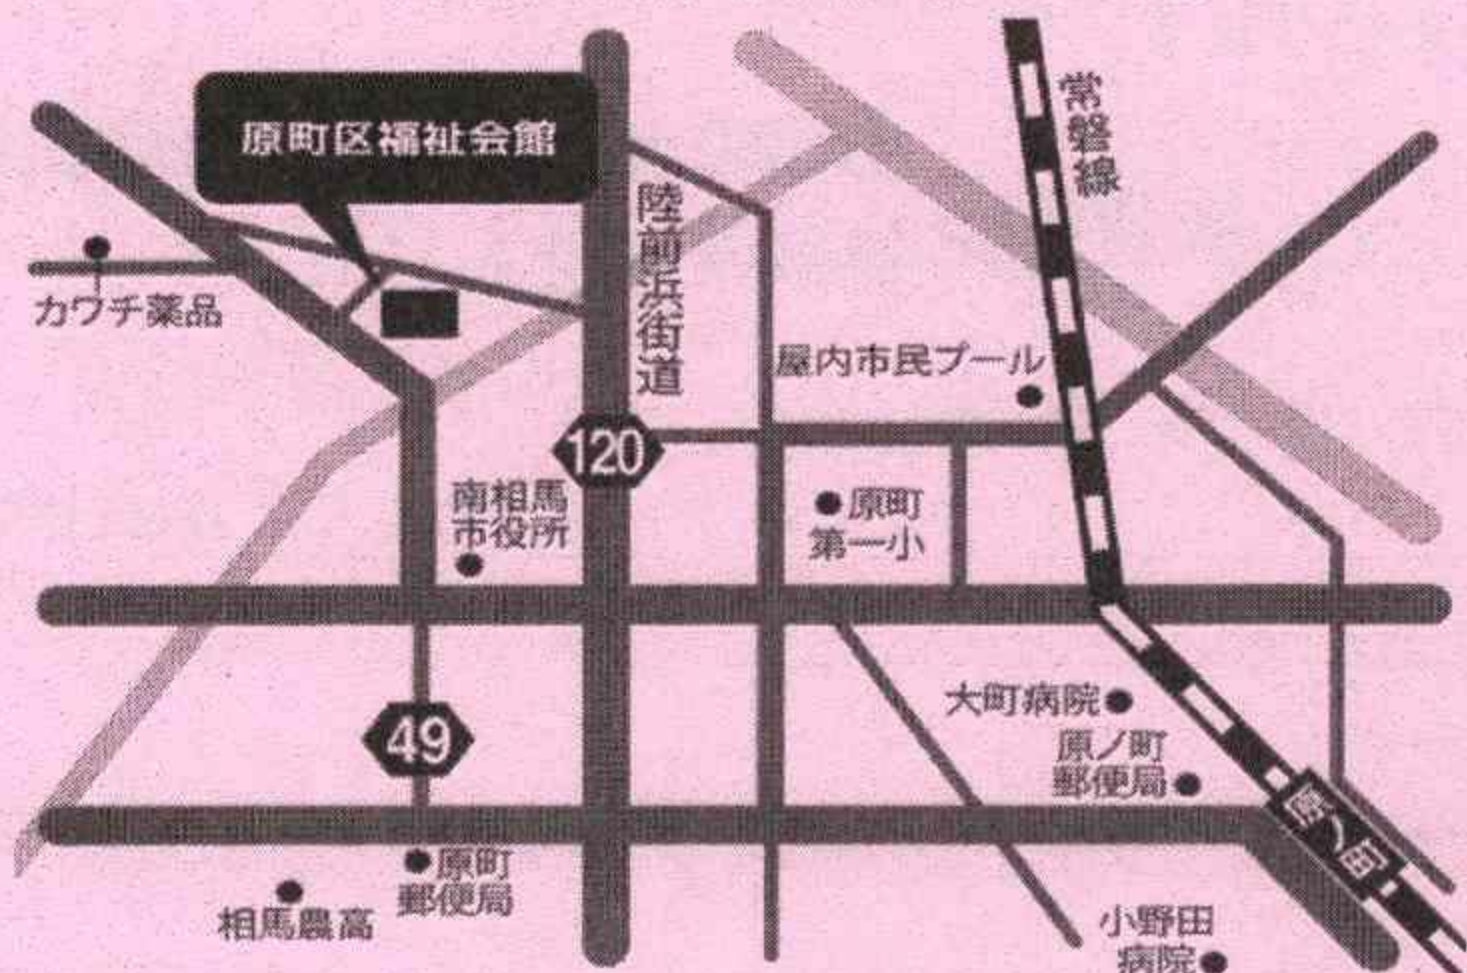 原町区福祉会館
常磐線
陸前浜街道
カワチ薬品
屋内市民プール
120
南相馬
市役所
原町
第一小
大町病院
49
原ノ町
郵便局
原ノ町
原町
郵便局
相馬農高
小野田
病院